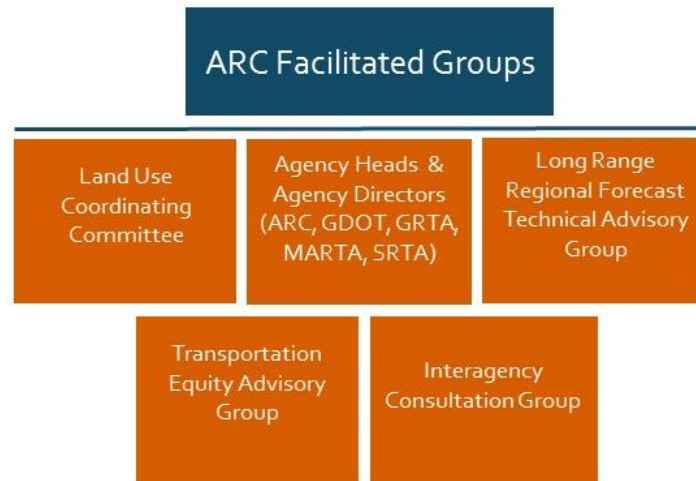 ARC Facilitated Groups
Land Use
Coordinating
Committee
Agency Heads &
Agency Directors
(ARC, GDOT, GRTA,
MARTA, SRTA)
Long Range
Regional Forecast
Technical Advisory
Group
Transportation
Equity Advisory
Group
Interagency
Consultation Group